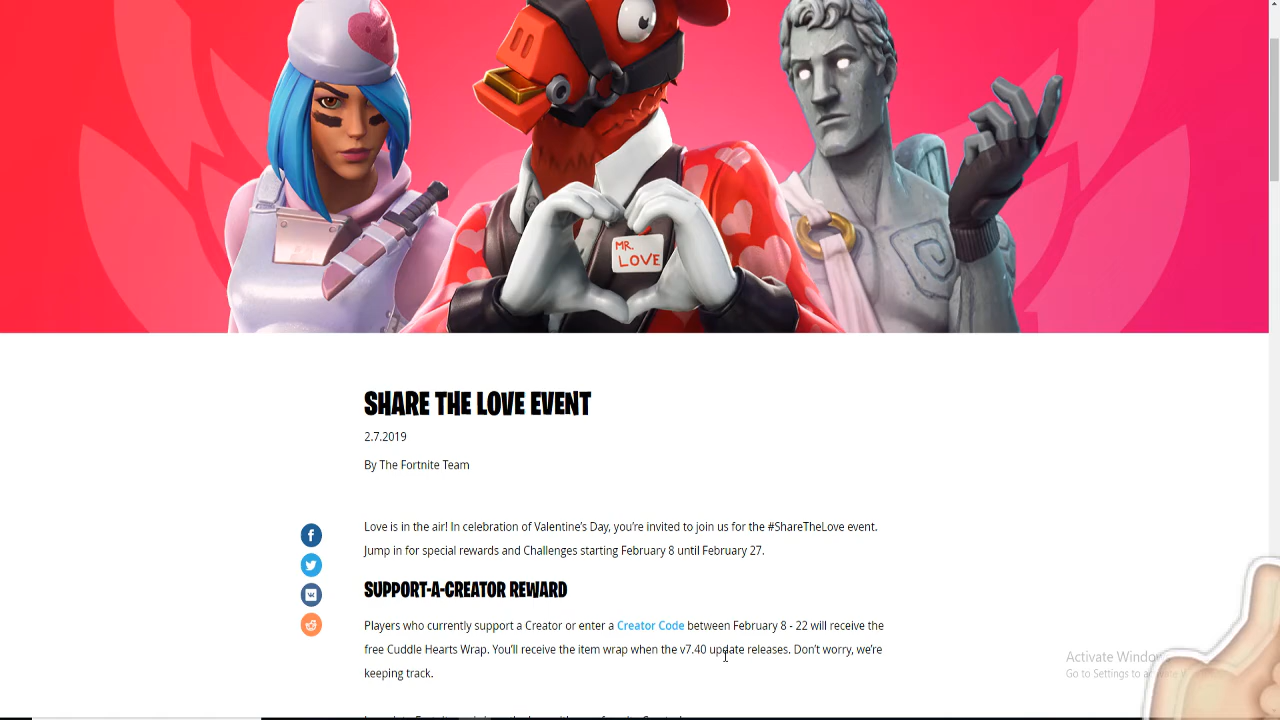 MR.
LOVE
SHARE THE LOVE EVENT
2.7.2019
By The Fortnite Team
Love is in the air! In celebration of Valentine's Day, you're invited to join us for the #ShareTheLove event.
Jump in for special rewards and Challenges starting February 8 until February 27.
SUPPORT-A-CREATOR REWARD
Players who currently support a Creator or enter a Creator Code between February 8 - 22 will receive the
free Cuddle Hearts Wrap. You'll receive the item wrap when the v7.40 update releases. Don't worry, we're
keeping track.
Activate Windows
Go to Settings to activate